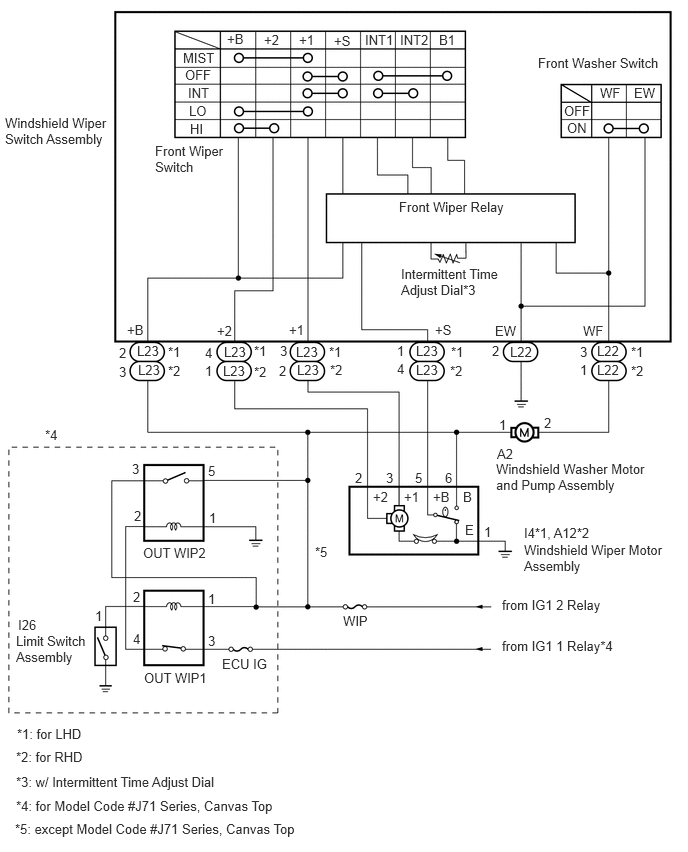 +B +2 +1 +S INT1 INT2 B1
MIST
OFF
INT
LO
HI
Front Wiper
Switch
Windshield Wiper
Switch Assembly
Front Washer Switch
WF EW
OFF
ON
Front Wiper Relay
Intermittent Time
Adjust Dial*3
+B +2 +1 +S EW WF
2 L23 *1 4 L23 *1 3 L23 *1 1 L23 *1 2 L22 3 L22 *1
3 L23 *2 1 L23 *2 2 L23 *2 4 L23 *2 1 L22 *2
*4
1 M 2
A2
Windshield Washer Motor
and Pump Assembly
3 5
2 1
OUT WIP2
*5
2 3 5 6
+2 +1 +B B
M
E 1
I4*1, A12*2
Windshield Wiper Motor
Assembly
I26
Limit Switch
Assembly
1
2 1
4 3
OUT WIP1
ECU IG
WIP
from IG1 2 Relay
from IG1 1 Relay*4
*1: for LHD
*2: for RHD
*3: w/ Intermittent Time Adjust Dial
*4: for Model Code #J71 Series, Canvas Top
*5: except Model Code #J71 Series, Canvas Top